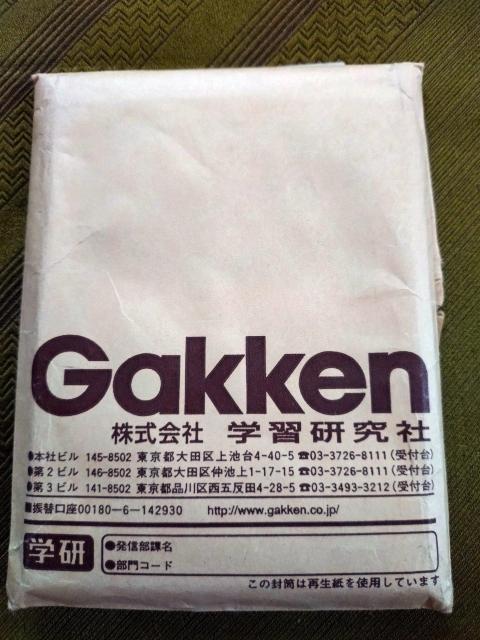 Gakken
株式会社 学習研究社
●本社ビル 145-8502 東京都大田区上池台4-40-5 ☎03-3726-8111 (受付台)
●第2ビル 146-8502 東京都大田区仲池上1-17-15 ☎03-3726-8111 (受付台)
●第3ビル 141-8502 東京都品川区西五反田4-28-5 ☎03-3493-3212 (受付台)
■振替口座00180-6-142930 http://www.gakken.co.jp/
学研
●発信部課名
●部門コード
この封筒は再生紙を使用しています